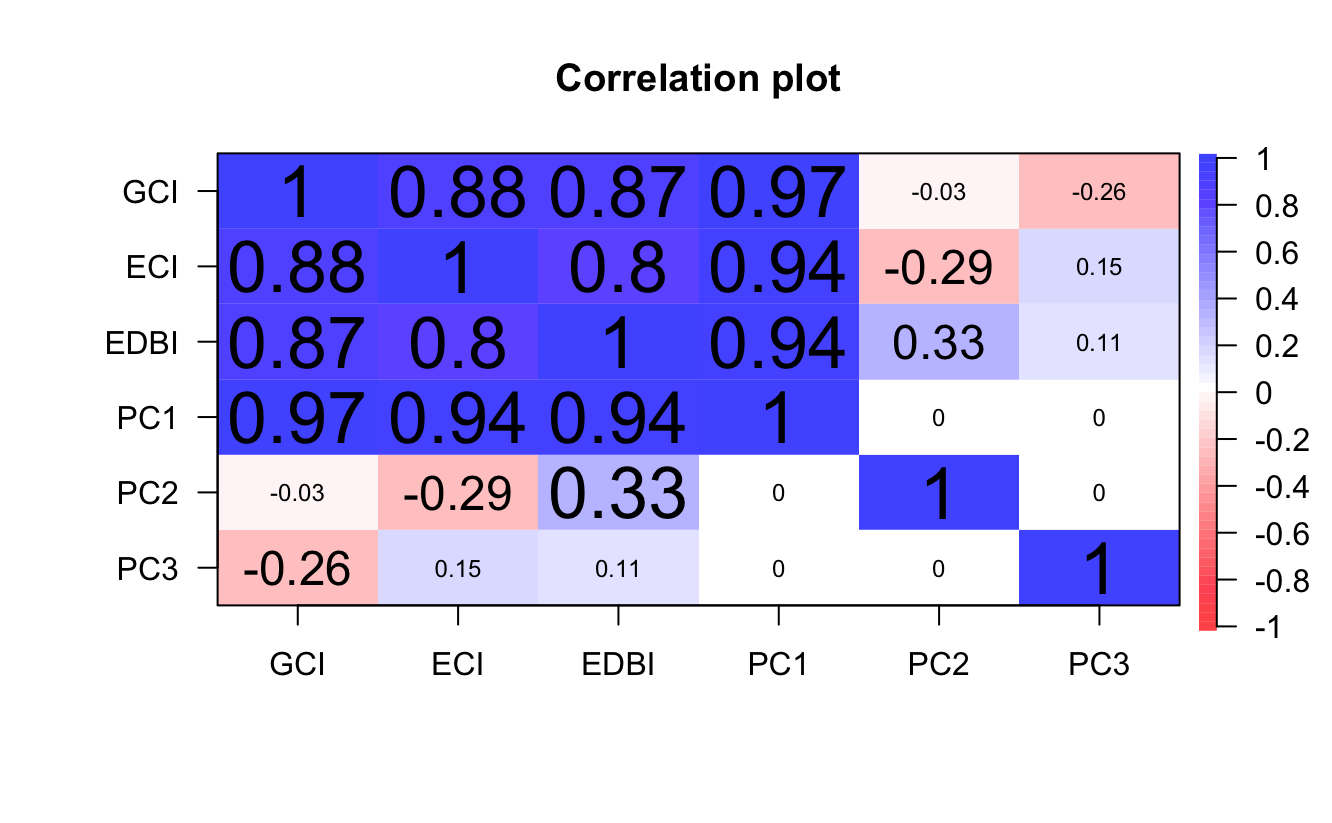 Correlation plot
GCI 1 0.88 0.87 0.97 -0.03 -0.26
ECI 0.88 1 0.8 0.94 -0.29 0.15
EDBI 0.87 0.8 1 0.94 0.33 0.11
PC1 0.97 0.94 0.94 1 0 0
PC2 -0.03 -0.29 0.33 0 1 0
PC3 -0.26 0.15 0.11 0 0 1
GCI ECI EDBI PC1 PC2 PC3
1
0.8
0.6
0.4
0.2
0
-0.2
-0.4
-0.6
-0.8
-1